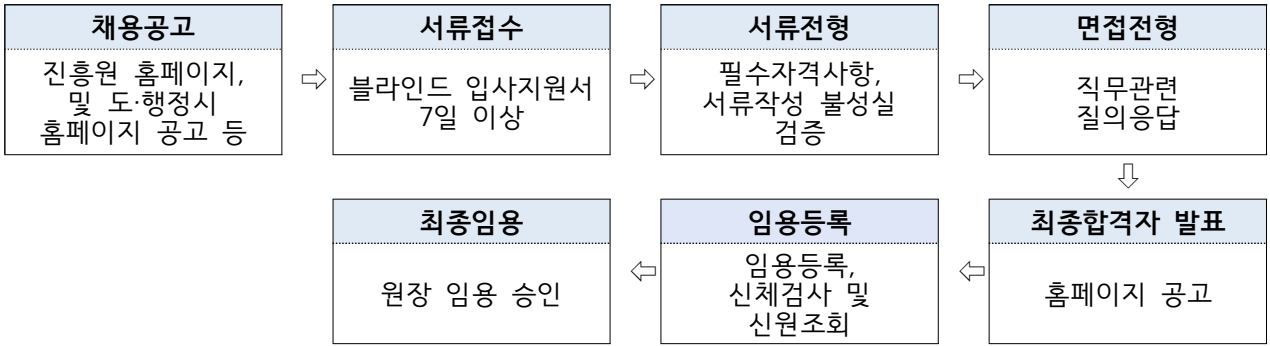 채용공고
진흥원 홈페이지,
및 도·행정시
홈페이지 공고 등
서류접수
블라인드 입사지원서
7일 이상
서류전형
필수자격사항,
서류작성 불성실
검증
면접전형
직무관련
질의응답
최종합격자 발표
홈페이지 공고
임용등록
임용등록,
신체검사 및
신원조회
최종임용
원장 임용 승인